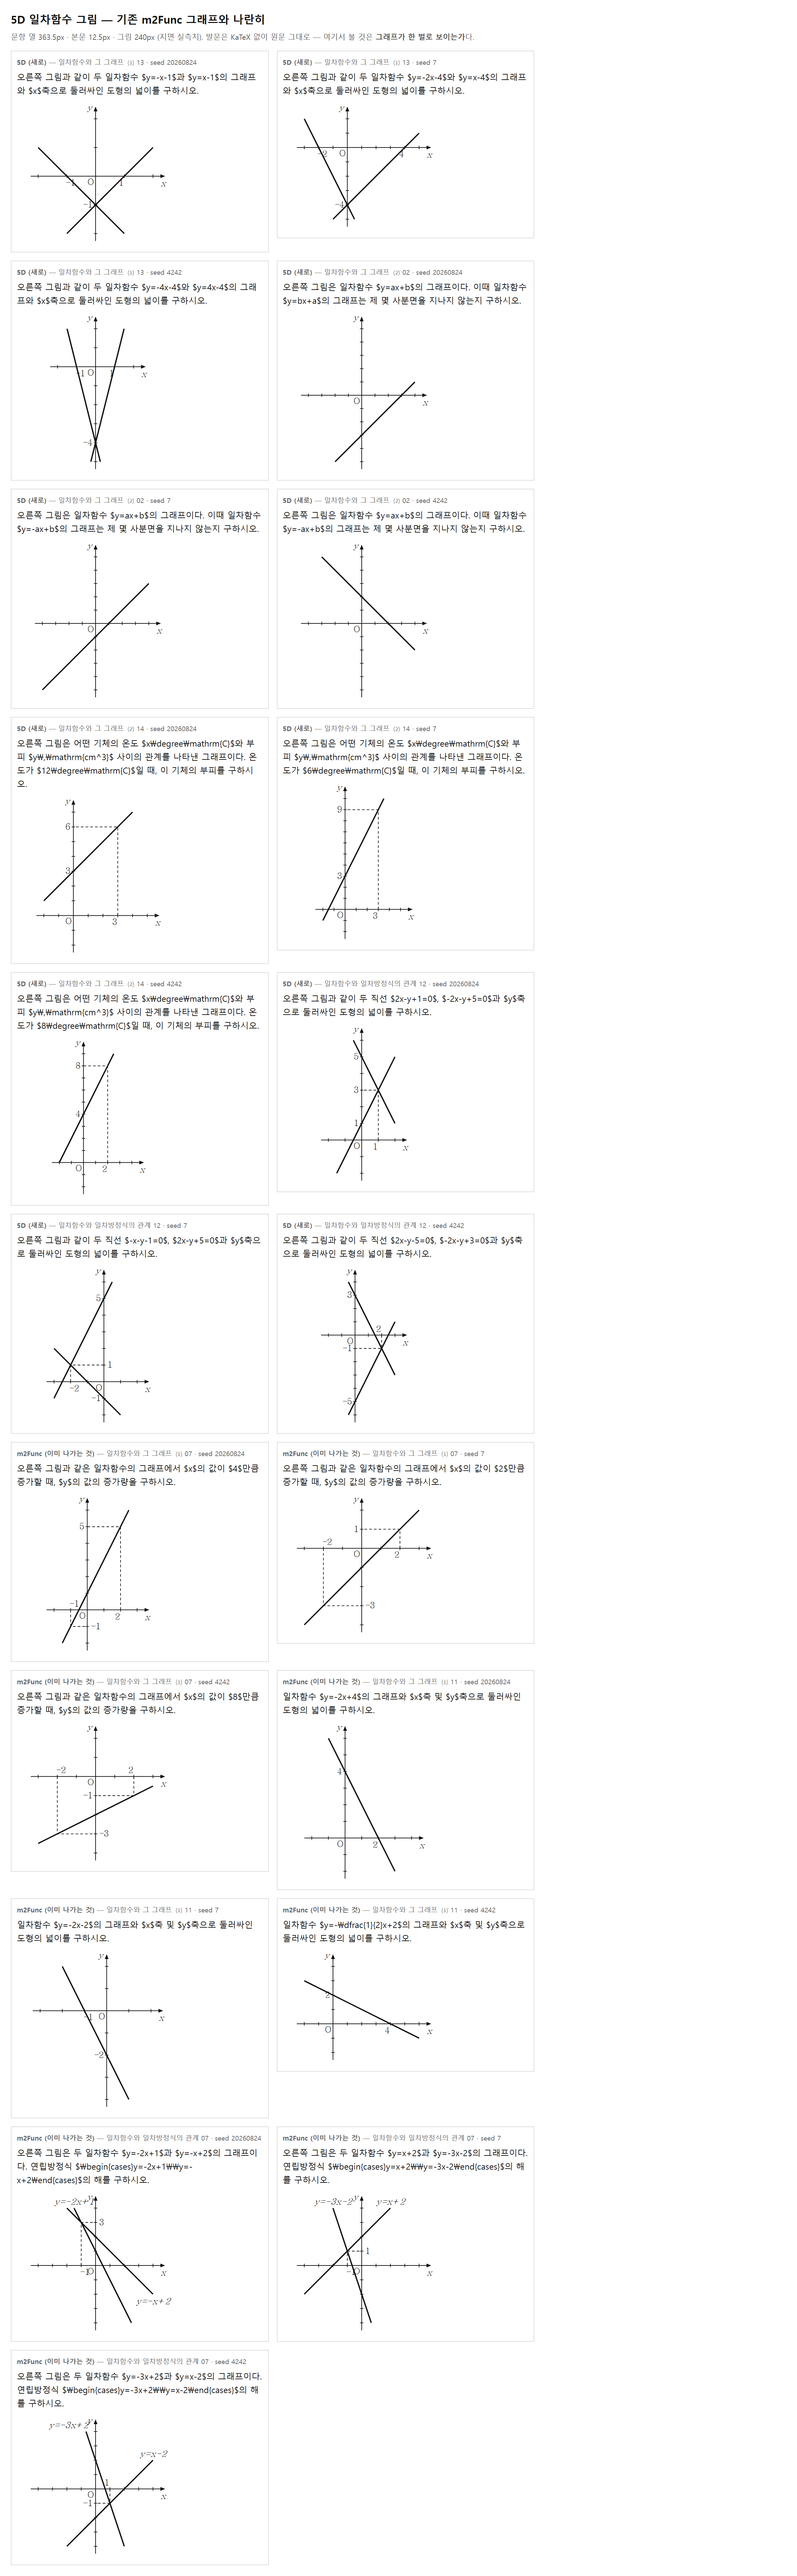 5D 일차함수 그림 — 기존 m2Func 그래프와 나란히
문항 열 363.5px · 본문 12.5px · 그림 240px (지면 실측치). 발문은 KaTeX 없이 원문 그대로 — 여기서 볼 것은 그래프가 한 벌로 보이는가다.
5D (새로) — 일차함수와 그 그래프 (1) 13 · seed 20260824
오른쪽 그림과 같이 두 일차함수 $y=-x-1$과 $y=x-1$의 그래프
와 $x$축으로 둘러싸인 도형의 넓이를 구하시오.
y
-1 O 1 x
-1
5D (새로) — 일차함수와 그 그래프 (1) 13 · seed 7
오른쪽 그림과 같이 두 일차함수 $y=-2x-4$와 $y=x-4$의 그래프
와 $x$축으로 둘러싸인 도형의 넓이를 구하시오.
y
-2 O 4 x
-4
5D (새로) — 일차함수와 그 그래프 (1) 13 · seed 4242
오른쪽 그림과 같이 두 일차함수 $y=-4x-4$와 $y=4x-4$의 그래
프와 $x$축으로 둘러싸인 도형의 넓이를 구하시오.
y
-1 O 1 x
-4
5D (새로) — 일차함수와 그 그래프 (2) 02 · seed 20260824
오른쪽 그림은 일차함수 $y=ax+b$의 그래프이다. 이때 일차함수
$y=bx+a$의 그래프는 제 몇 사분면을 지나지 않는지 구하시오.
y
O x
5D (새로) — 일차함수와 그 그래프 (2) 02 · seed 7
오른쪽 그림은 일차함수 $y=ax+b$의 그래프이다. 이때 일차함수
$y=-ax+b$의 그래프는 제 몇 사분면을 지나지 않는지 구하시오.
y
O x
5D (새로) — 일차함수와 그 그래프 (2) 02 · seed 4242
오른쪽 그림은 일차함수 $y=ax+b$의 그래프이다. 이때 일차함수
$y=-ax+b$의 그래프는 제 몇 사분면을 지나지 않는지 구하시오.
y
O x
5D (새로) — 일차함수와 그 그래프 (2) 14 · seed 20260824
오른쪽 그림은 어떤 기체의 온도 $x₩degree₩mathrm{C}$와 부
피 $y₩,₩mathrm{cm^3}$ 사이의 관계를 나타낸 그래프이다. 온
도가 $12₩degree₩mathrm{C}$일 때, 이 기체의 부피를 구하시
오.
y
6
3
O 3 x
5D (새로) — 일차함수와 그 그래프 (2) 14 · seed 7
오른쪽 그림은 어떤 기체의 온도 $x₩degree₩mathrm{C}$와 부
피 $y₩,₩mathrm{cm^3}$ 사이의 관계를 나타낸 그래프이다. 온
도가 $6₩degree₩mathrm{C}$일 때, 이 기체의 부피를 구하시오.
y
9
3
O 3 x
5D (새로) — 일차함수와 그 그래프 (2) 14 · seed 4242
오른쪽 그림은 어떤 기체의 온도 $x₩degree₩mathrm{C}$와 부
피 $y₩,₩mathrm{cm^3}$ 사이의 관계를 나타낸 그래프이다. 온
도가 $8₩degree₩mathrm{C}$일 때, 이 기체의 부피를 구하시오.
y
8
4
O 2 x
5D (새로) — 일차함수와 일차방정식의 관계 12 · seed 20260824
오른쪽 그림과 같이 두 직선 $2x-y+1=0$, $-2x-y+5=0$과 $y$축
으로 둘러싸인 도형의 넓이를 구하시오.
y
5
3
1
O 1 x
5D (새로) — 일차함수와 일차방정식의 관계 12 · seed 7
오른쪽 그림과 같이 두 직선 $-x-y-1=0$, $2x-y+5=0$과 $y$축으
로 둘러싸인 도형의 넓이를 구하시오.
y
5
1
-2 O x
-1
5D (새로) — 일차함수와 일차방정식의 관계 12 · seed 4242
오른쪽 그림과 같이 두 직선 $2x-y-5=0$, $-2x-y+3=0$과 $y$축
으로 둘러싸인 도형의 넓이를 구하시오.
y
3
2
O x
-1
-5
m2Func (이미 나가는 것) — 일차함수와 그 그래프 (1) 07 · seed 20260824
오른쪽 그림과 같은 일차함수의 그래프에서 $x$의 값이 $4$만큼
증가할 때, $y$의 값의 증가량을 구하시오.
y
5
-1
O 2 x
-1
m2Func (이미 나가는 것) — 일차함수와 그 그래프 (1) 07 · seed 7
오른쪽 그림과 같은 일차함수의 그래프에서 $x$의 값이 $2$만큼
증가할 때, $y$의 값의 증가량을 구하시오.
y
1
-2
O 2 x
-3
m2Func (이미 나가는 것) — 일차함수와 그 그래프 (1) 07 · seed 4242
오른쪽 그림과 같은 일차함수의 그래프에서 $x$의 값이 $8$만큼
증가할 때, $y$의 값의 증가량을 구하시오.
y
-2 2
O x
-1
-3
m2Func (이미 나가는 것) — 일차함수와 그 그래프 (1) 11 · seed 20260824
일차함수 $y=-2x+4$의 그래프와 $x$축 및 $y$축으로 둘러싸인
도형의 넓이를 구하시오.
y
4
O 2 x
m2Func (이미 나가는 것) — 일차함수와 그 그래프 (1) 11 · seed 7
일차함수 $y=-2x-2$의 그래프와 $x$축 및 $y$축으로 둘러싸인
도형의 넓이를 구하시오.
y
-1 O x
-2
m2Func (이미 나가는 것) — 일차함수와 그 그래프 (1) 11 · seed 4242
일차함수 $y=-₩dfrac{1}{2}x+2$의 그래프와 $x$축 및 $y$축으로
둘러싸인 도형의 넓이를 구하시오.
y
2
O 4 x
m2Func (이미 나가는 것) — 일차함수와 일차방정식의 관계 07 · seed 20260824
오른쪽 그림은 두 일차함수 $y=-2x+1$과 $y=-x+2$의 그래프이
다. 연립방정식 $₩begin{cases}y=-2x+1₩₩y=-
x+2₩end{cases}$의 해를 구하시오.
y=-2x+1 y
3
-1 O x
y=-x+2
m2Func (이미 나가는 것) — 일차함수와 일차방정식의 관계 07 · seed 7
오른쪽 그림은 두 일차함수 $y=x+2$과 $y=-3x-2$의 그래프이다.
연립방정식 $₩begin{cases}y=x+2₩₩y=-3x-2₩end{cases}$의 해
를 구하시오.
y=-3x-2 y y=x+2
1
-1 O x
m2Func (이미 나가는 것) — 일차함수와 일차방정식의 관계 07 · seed 4242
오른쪽 그림은 두 일차함수 $y=-3x+2$과 $y=x-2$의 그래프이다.
연립방정식 $₩begin{cases}y=-3x+2₩₩y=x-2₩end{cases}$의 해
를 구하시오.
y=-3x+2 y
y=x-2
1
O x
-1